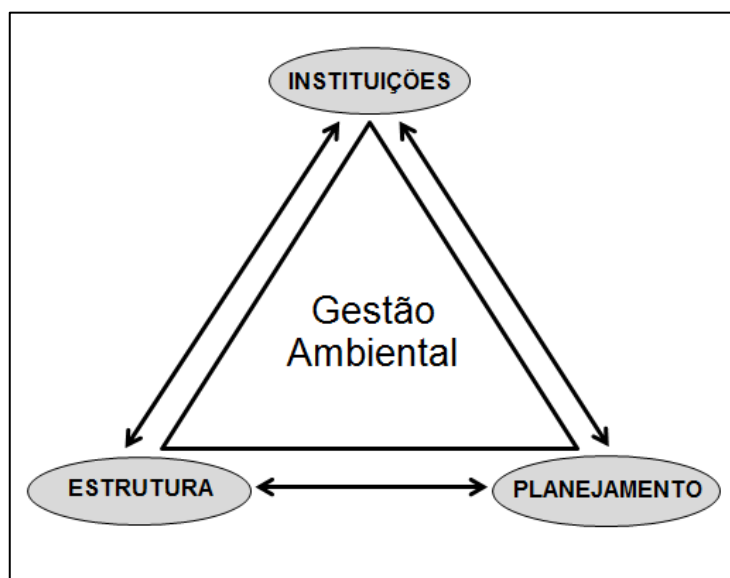 INSTITUIÇÕES
Gestão
Ambiental
ESTRUTURA
PLANEJAMENTO